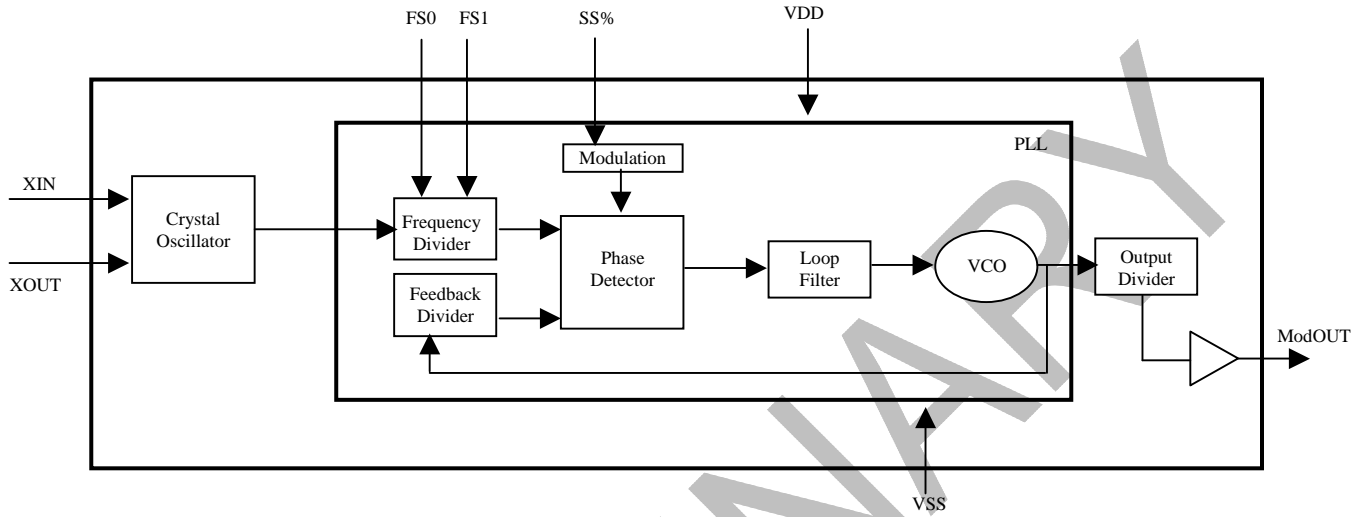 FS0 FS1 SS% VDD
PLL
Modulation
XIN
Crystal
Oscillator
Frequency
Divider
Phase
Detector
Loop
Filter
VCO
Output
Divider
XOUT
Feedback
Divider
ModOUT
VSS